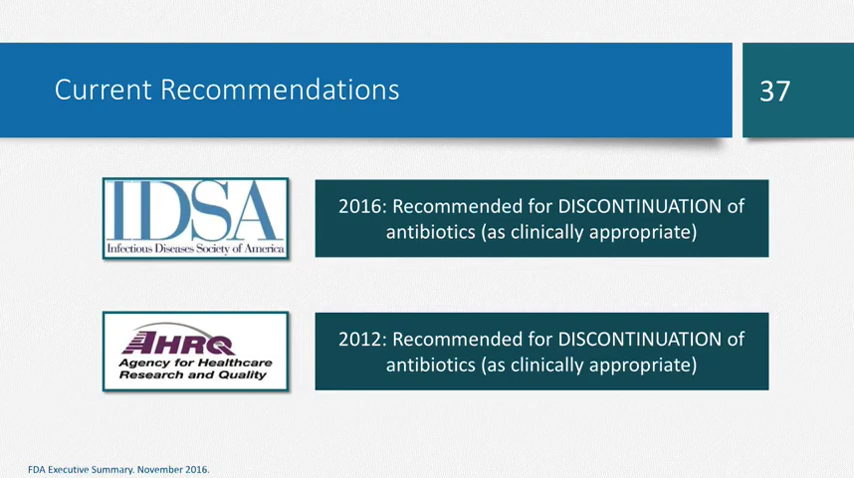 Current Recommendations
37
IDSA
Infectious Diseases Society of America
2016: Recommended for DISCONTINUATION of
antibiotics (as clinically appropriate)
AHRQ
Agency for Healthcare
Research and Quality
2012: Recommended for DISCONTINUATION of
antibiotics (as clinically appropriate)
FDA Executive Summary. November 2016.